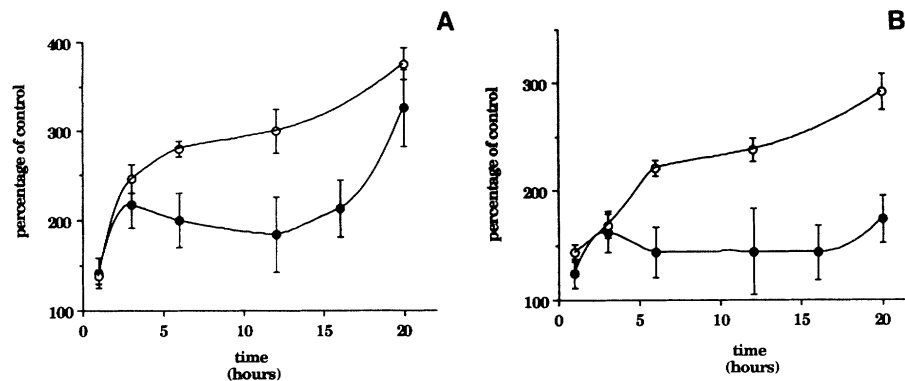 A
400
300
200
100
percentage of control
0 5 10 15 20
time
(hours)
B
300
200
100
percentage of control
0 5 10 15 20
time
(hours)